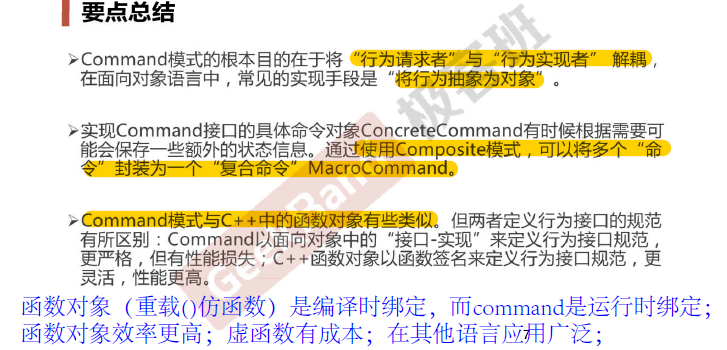 要点总结
➢Command模式的根本目的在于将“行为请求者”与“行为实现者” 解耦，
在面向对象语言中，常见的实现手段是“将行为抽象为对象”。
➢实现Command接口的具体命令对象ConcreteCommand有时候根据需要可
能会保存一些额外的状态信息。通过使用Composite模式，可以将多个“命
令”封装为一个“复合命令”MacroCommand。
➢Command模式与C++中的函数对象有些类似。但两者定义行为接口的规范
有所区别：Command以面向对象中的“接口-实现”来定义行为接口规范，
更严格，但有性能损失；C++函数对象以函数签名来定义行为接口规范，更
灵活，性能更高。
函数对象（重载()仿函数）是编译时绑定，而command是运行时绑定；
函数对象效率更高；虚函数有成本；在其他语言应用广泛；